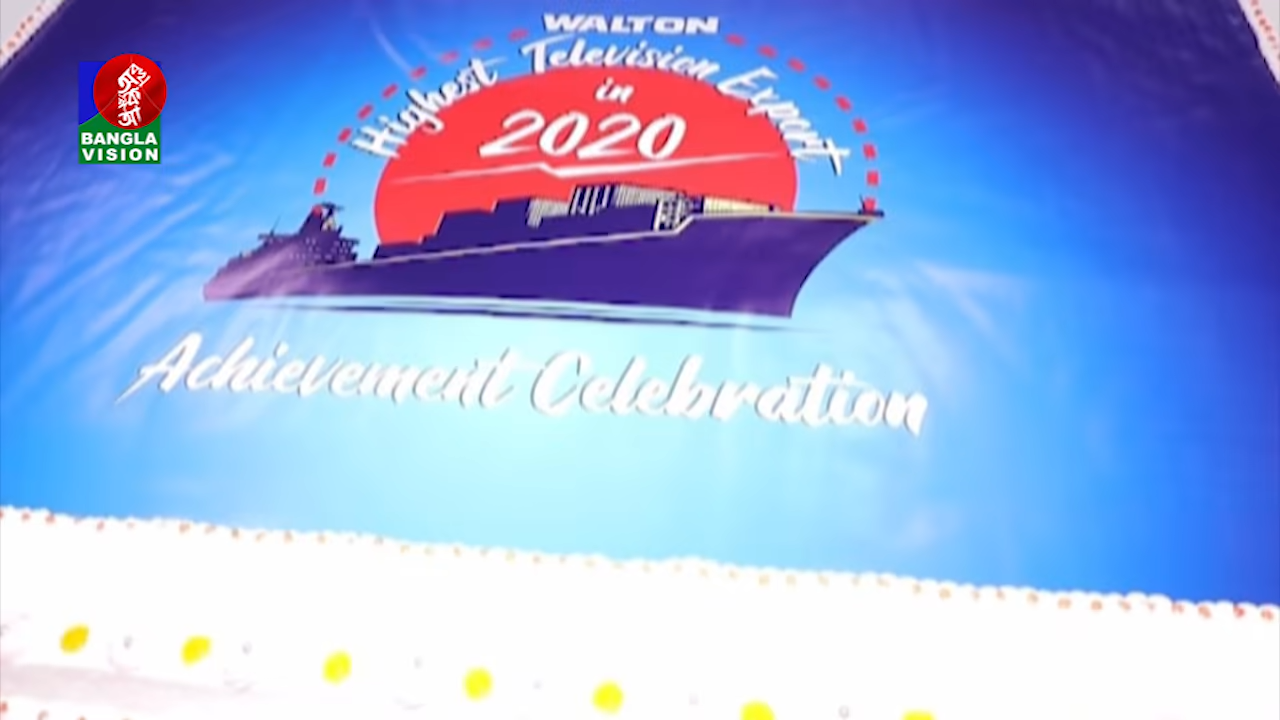 WALTON
Highest Television Export
in
2020
Achievement Celebration
BANGLA
VISION